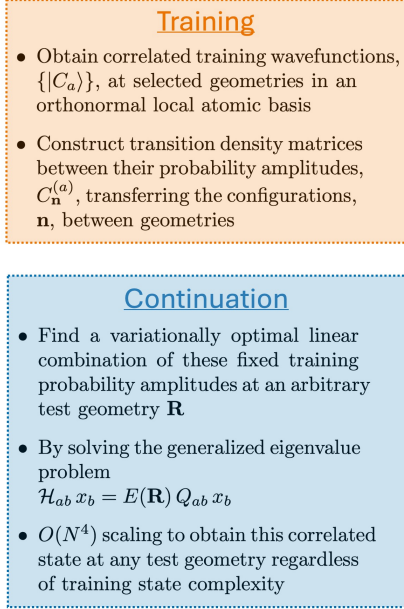 Training
• Obtain correlated training wavefunctions,
{|C_a⟩}, at selected geometries in an
orthonormal local atomic basis
• Construct transition density matrices
between their probability amplitudes,
C_n^(a), transferring the configurations,
n, between geometries
Continuation
• Find a variationally optimal linear
combination of these fixed training
probability amplitudes at an arbitrary
test geometry R
• By solving the generalized eigenvalue
problem
ℋ_ab x_b = E(R) Q_ab x_b
• O(N⁴) scaling to obtain this correlated
state at any test geometry regardless
of training state complexity